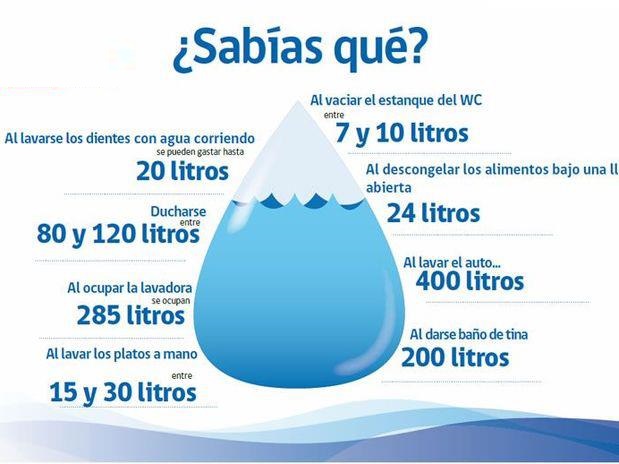 ¿Sabías qué?
Al vaciar el estanque del WC
entre
7 y 10 litros
Al lavarse los dientes con agua corriendo
se pueden gastar hasta
20 litros
Al descongelar los alimentos bajo una ll
abierta
24 litros
Ducharse
entre
80 y 120 litros
Al lavar el auto...
400 litros
Al ocupar la lavadora
se ocupan
285 litros
Al darse baño de tina
200 litros
Al lavar los platos a mano
entre
15 y 30 litros